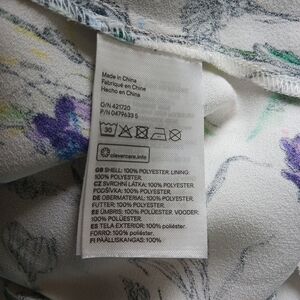 Made in China
Fabriqué en Chine
Hecho en China
O/N 421720
P/N 0479633 5
30
clevercare.info
GB SHELL: 100% POLYESTER. LINING:
100% POLYESTER.
CZ SVRCHNÍ LÁTKA: 100% POLYESTER.
PODŠÍVKA: 100% POLYESTER.
DE OBERMATERIAL: 100% POLYESTER.
FUTTER: 100% POLYESTER.
EE ÜMBRIS: 100% POLÜESTER. VOODER:
100% POLÜESTER.
ES TELA EXTERIOR: 100% poliéster.
FORRO: 100% poliéster.
FI PÄÄLLISKANGAS: 100%